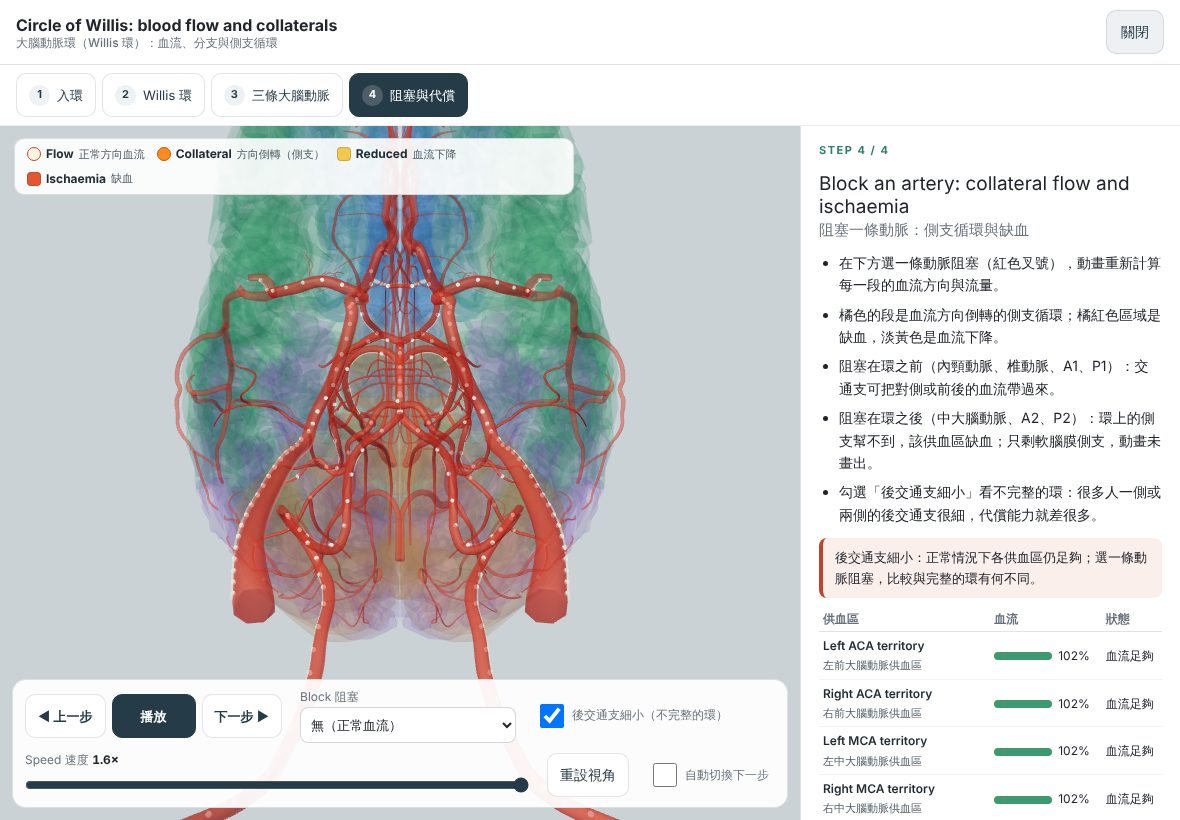 Circle of Willis: blood flow and collaterals
大腦動脈環（Willis 環）：血流、分支與側支循環
關閉
1 入環
2 Willis 環
3 三條大腦動脈
4 阻塞與代償
Flow 正常方向血流
Collateral 方向倒轉（側支）
Reduced 血流下降
Ischaemia 缺血
◀ 上一步
播放
下一步 ▶
Block 阻塞
無（正常血流）
後交通支細小（不完整的環）
Speed 速度 1.6×
重設視角
自動切換下一步
STEP 4 / 4
Block an artery: collateral flow and
ischaemia
阻塞一條動脈：側支循環與缺血
在下方選一條動脈阻塞（紅色叉號），動畫重新計算
每一段的血流方向與流量。
橘色的段是血流方向倒轉的側支循環；橘紅色區域是
缺血，淡黃色是血流下降。
阻塞在環之前（內頸動脈、椎動脈、A1、P1）：交
通支可把對側或前後的血流帶過來。
阻塞在環之後（中大腦動脈、A2、P2）：環上的側
支幫不到，該供血區缺血；只剩軟腦膜側支，動畫未
畫出。
勾選「後交通支細小」看不完整的環：很多人一側或
兩側的後交通支很細，代償能力就差很多。
後交通支細小：正常情況下各供血區仍足夠；選一條動
脈阻塞，比較與完整的環有何不同。
供血區 血流 狀態
Left ACA territory
左前大腦動脈供血區
102% 血流足夠
Right ACA territory
右前大腦動脈供血區
102% 血流足夠
Left MCA territory
左中大腦動脈供血區
102% 血流足夠
Right MCA territory
右中大腦動脈供血區
102% 血流足夠